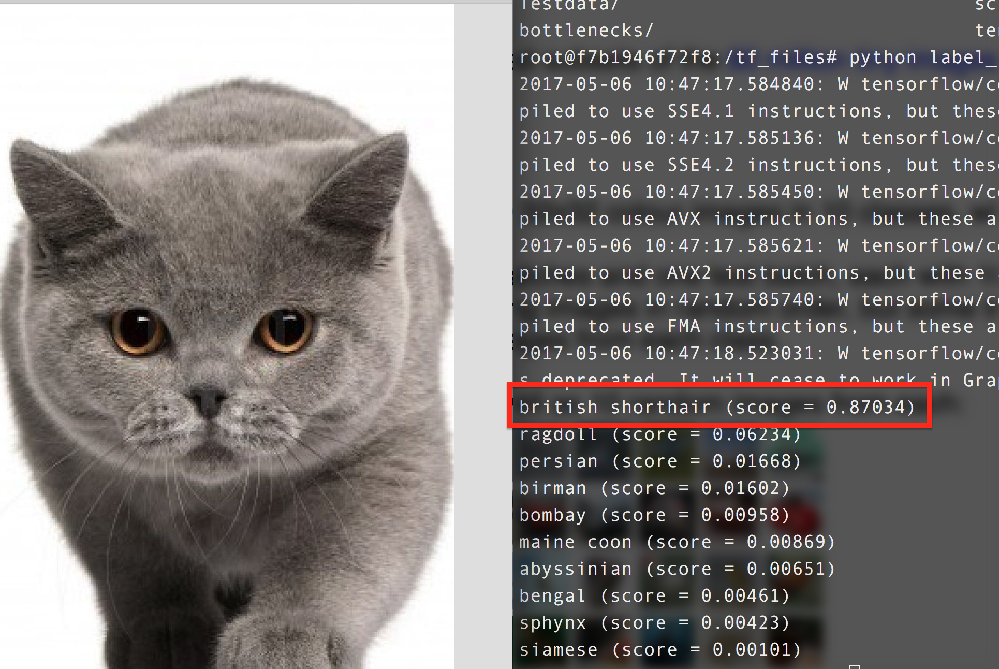 Testdata/ sc
bottlenecks/ te
root@f7b1946f72f8:/tf_files# python label_
2017-05-06 10:47:17.584840: W tensorflow/c
piled to use SSE4.1 instructions, but thes
2017-05-06 10:47:17.585136: W tensorflow/c
piled to use SSE4.2 instructions, but thes
2017-05-06 10:47:17.585450: W tensorflow/c
piled to use AVX instructions, but these a
2017-05-06 10:47:17.585621: W tensorflow/c
piled to use AVX2 instructions, but these
2017-05-06 10:47:17.585740: W tensorflow/c
piled to use FMA instructions, but these a
2017-05-06 10:47:18.523031: W tensorflow/c
s deprecated. It will cease to work in Gra
british shorthair (score = 0.87034)
ragdoll (score = 0.06234)
persian (score = 0.01668)
birman (score = 0.01602)
bombay (score = 0.00958)
maine coon (score = 0.00869)
abyssinian (score = 0.00651)
bengal (score = 0.00461)
sphynx (score = 0.00423)
siamese (score = 0.00101)